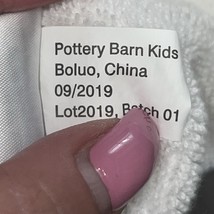 Pottery Barn Kids
Boluo, China
09/2019
Lot2019, Batch 01